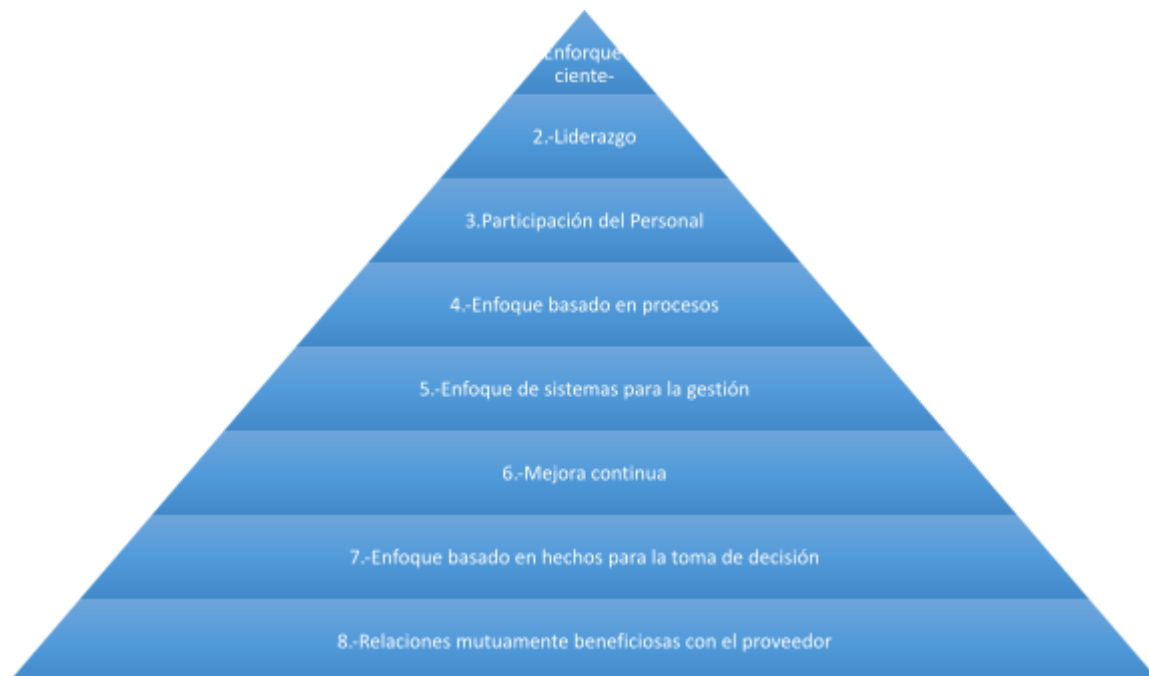 Enforque
ciente-
2.-Liderazgo
3.Participación del Personal
4.-Enfoque basado en procesos
5.-Enfoque de sistemas para la gestión
6.-Mejora continua
7.-Enfoque basado en hechos para la toma de decisión
8.-Relaciones mutuamente beneficiosas con el proveedor